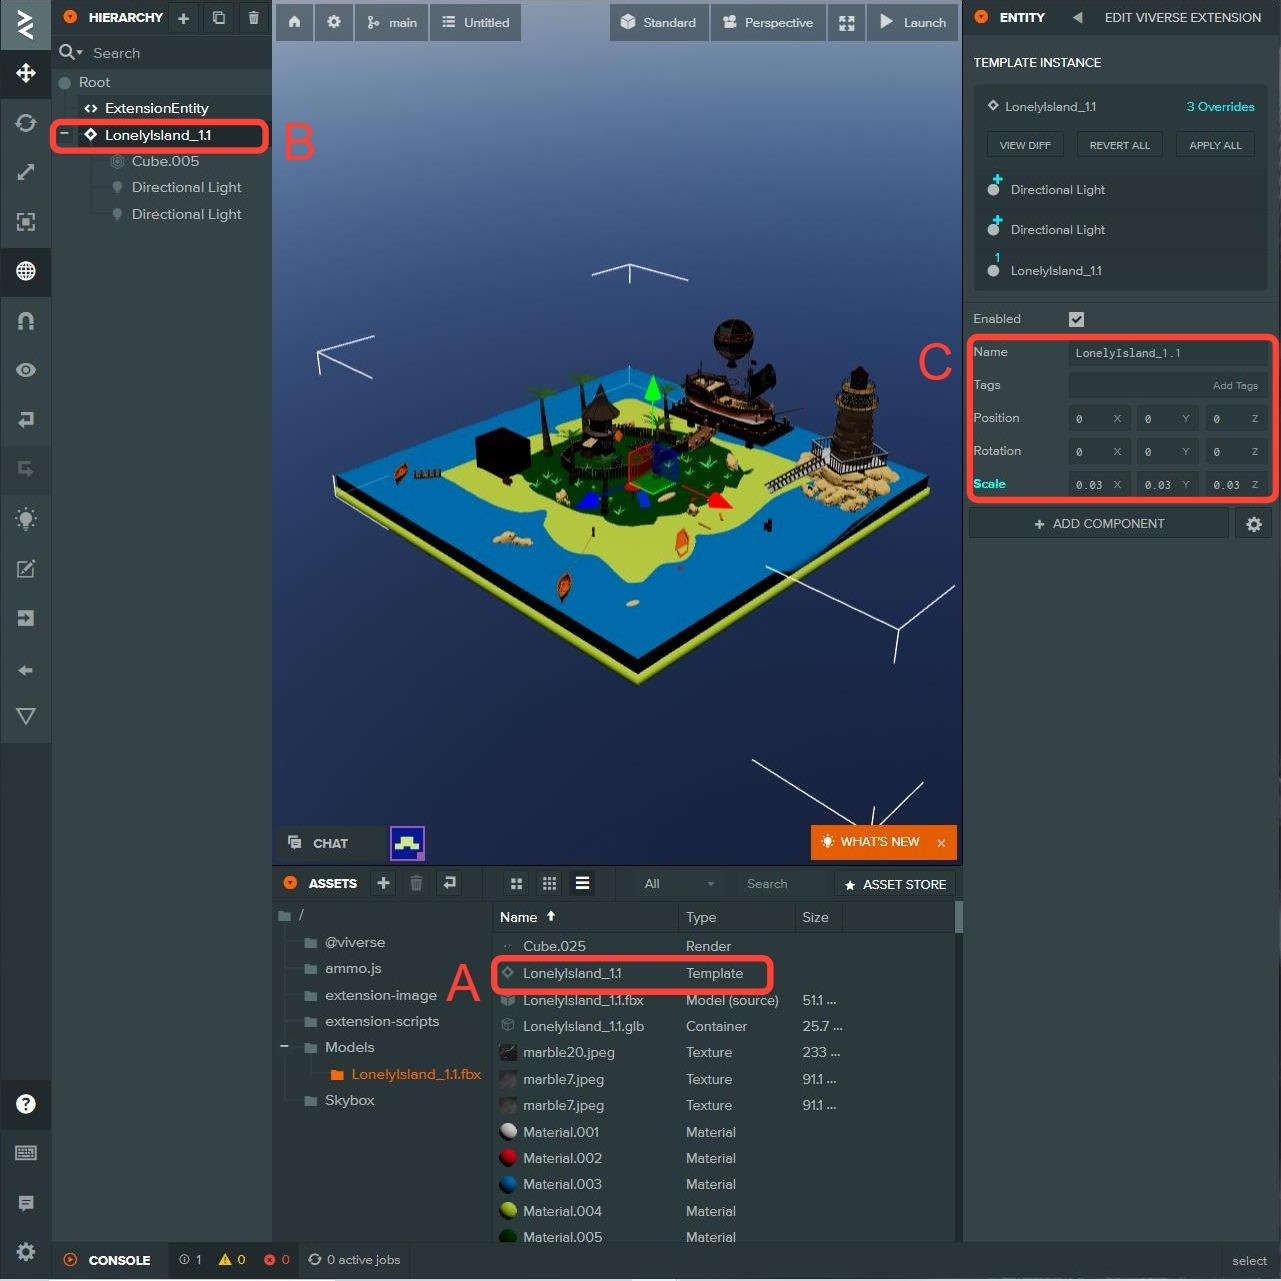 HIERARCHY
main
Untitled
Standard
Perspective
Launch
ENTITY
EDIT VIVERSE EXTENSION
Search
Root
ExtensionEntity
LonelyIsland_1.1
B
Cube.005
Directional Light
Directional Light
TEMPLATE INSTANCE
LonelyIsland_1.1
3 Overrides
VIEW DIFF
REVERT ALL
APPLY ALL
Directional Light
Directional Light
1
LonelyIsland_1.1
Enabled
C
Name
LonelyIsland_1.1
Tags
Add Tags
Position
0 X
0 Y
0 Z
Rotation
0 X
0 Y
0 Z
Scale
0.03 X
0.03 Y
0.03 Z
+ ADD COMPONENT
CHAT
WHAT'S NEW ×
ASSETS
All
Search
ASSET STORE
/
@viverse
ammo.js
extension-image
extension-scripts
Models
LonelyIsland_1.1.fbx
Skybox
A
Name
Type
Size
Cube.025
Render
LonelyIsland_1.1
Template
LonelyIsland_1.1.fbx
Model (source)
51.1 ...
LonelyIsland_1.1.glb
Container
25.7 ...
marble20.jpeg
Texture
233 ...
marble7.jpeg
Texture
91.1 ...
marble7.jpeg
Texture
91.1 ...
Material.001
Material
Material.002
Material
Material.003
Material
Material.004
Material
Material.005
Material
CONSOLE
1
0
0
0 active jobs
select